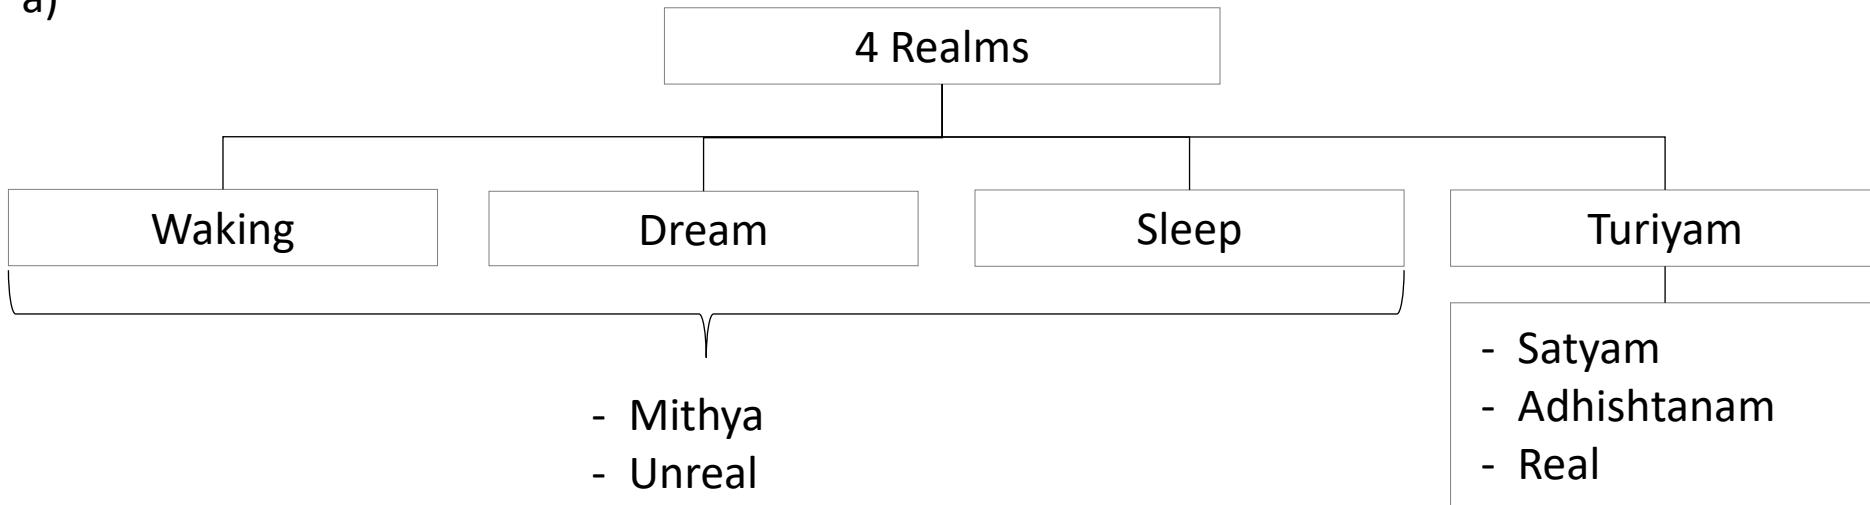 a)
4 Realms
Waking
Dream
Sleep
Turiyam
- Mithya
- Unreal
- Satyam
- Adhishtanam
- Real